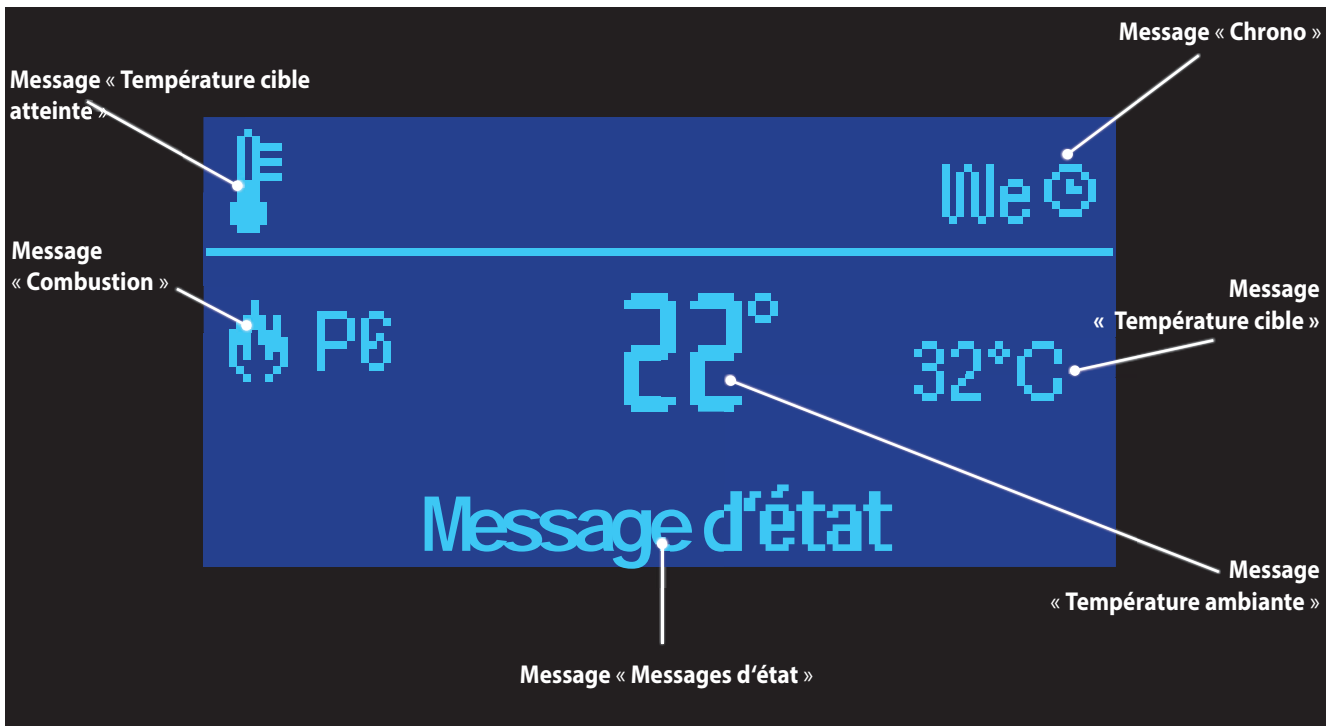 Message « Chrono »
Message « Température cible
atteinte »
We
Message
« Combustion »
P6
22°
32°C
Message
« Température cible »
Message d'état
Message
« Température ambiante »
Message « Messages d‘état »